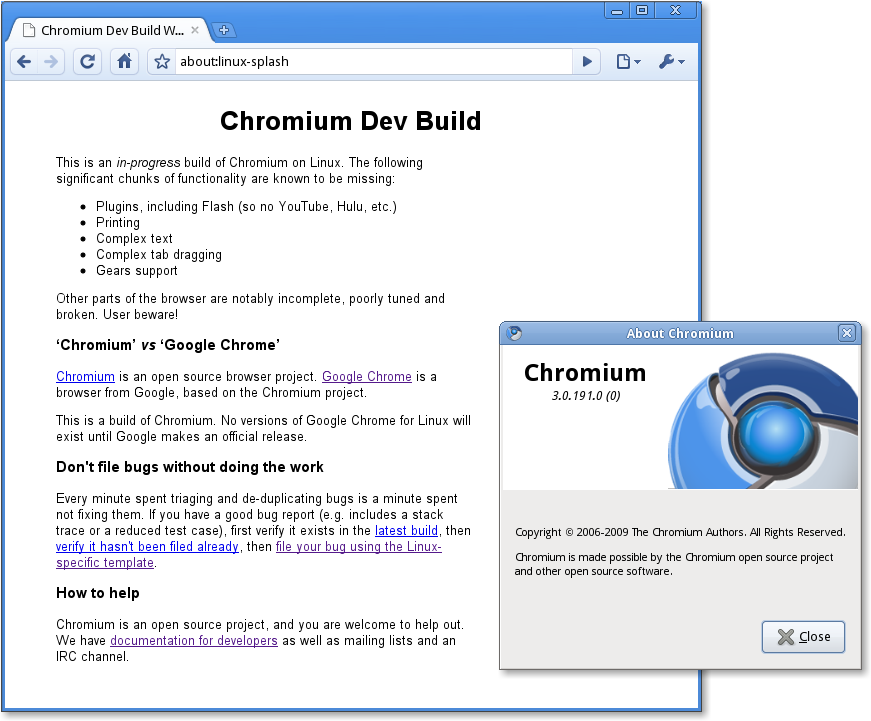 Chromium Dev Build W...
about:linux-splash
Chromium Dev Build
This is an in-progress build of Chromium on Linux. The following
significant chunks of functionality are known to be missing:
• Plugins, including Flash (so no YouTube, Hulu, etc.)
• Printing
• Complex text
• Complex tab dragging
• Gears support
Other parts of the browser are notably incomplete, poorly tuned and
broken. User beware!
‘Chromium’ vs ‘Google Chrome’
Chromium is an open source browser project. Google Chrome is a
browser from Google, based on the Chromium project.
This is a build of Chromium. No versions of Google Chrome for Linux will
exist until Google makes an official release.
Don't file bugs without doing the work
Every minute spent triaging and de-duplicating bugs is a minute spent
not fixing them. If you have a good bug report (e.g. includes a stack
trace or a reduced test case), first verify it exists in the latest build, then
verify it hasn't been filed already, then file your bug using the Linux-
specific template.
How to help
Chromium is an open source project, and you are welcome to help out.
We have documentation for developers as well as mailing lists and an
IRC channel.
About Chromium
Chromium
3.0.191.0 (0)
Copyright © 2006-2009 The Chromium Authors. All Rights Reserved.
Chromium is made possible by the Chromium open source project
and other open source software.
Close